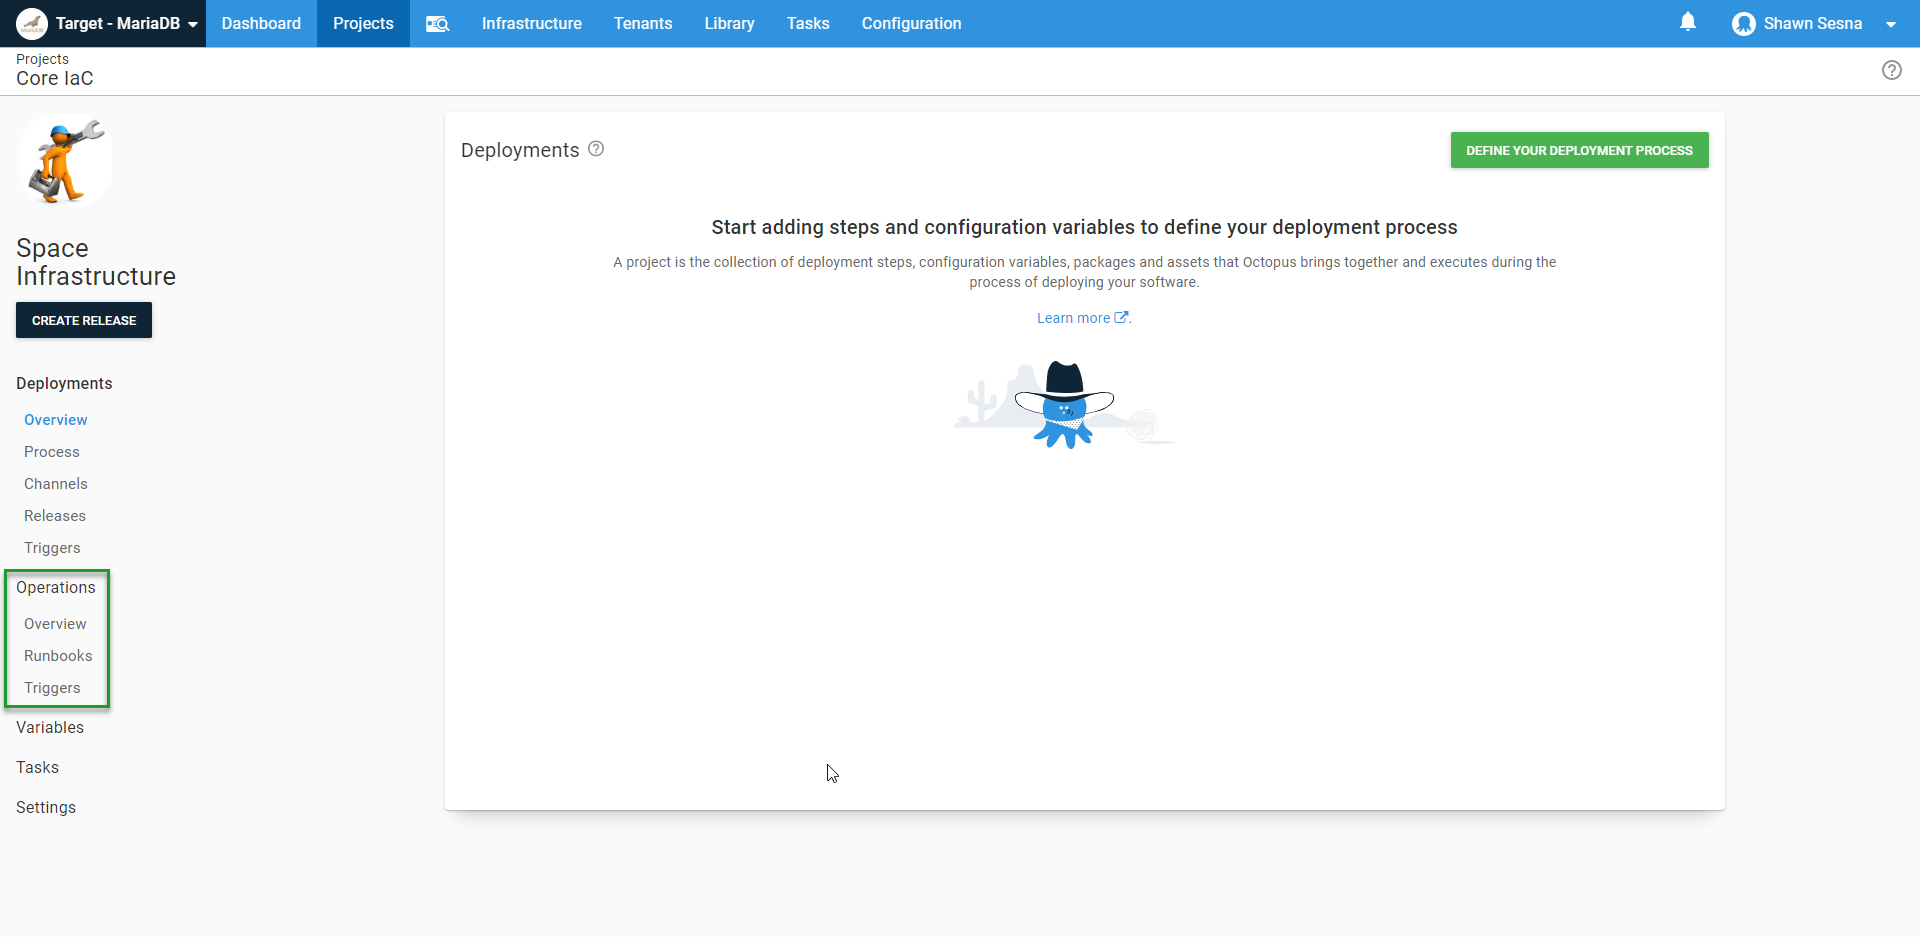 Target - MariaDB
Dashboard
Projects
Infrastructure
Tenants
Library
Tasks
Configuration
Shawn Sesna
Projects
Core IaC
Space
Infrastructure
CREATE RELEASE
Deployments
Overview
Process
Channels
Releases
Triggers
Operations
Overview
Runbooks
Triggers
Variables
Tasks
Settings
Deployments
DEFINE YOUR DEPLOYMENT PROCESS
Start adding steps and configuration variables to define your deployment process
A project is the collection of deployment steps, configuration variables, packages and assets that Octopus brings together and executes during the
process of deploying your software.
Learn more.